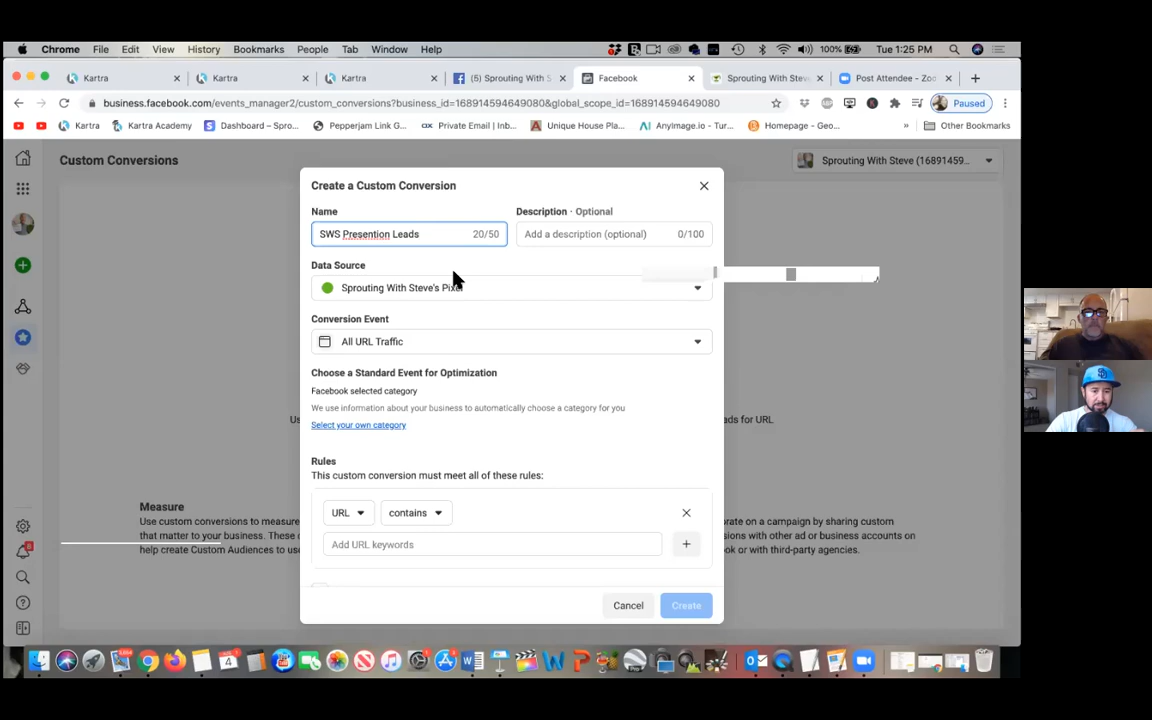 Chrome File Edit View History Bookmarks People Tab Window Help 100% Tue 1:25 PM
Kartra Kartra Kartra (5) Sprouting With S Facebook Sprouting With Steve Post Attendee - Zoo
business.facebook.com/events_manager2/custom_conversions?business_id=168914594649080&global_scope_id=168914594649080 Paused
Kartra Kartra Academy Dashboard – Spro... Pepperjam Link G... Private Email | Inb... Unique House Pla... AnyImage.io - Tur... Homepage - Geo... » Other Bookmarks
Custom Conversions Sprouting With Steve (16891459...
Create a Custom Conversion
Name Description · Optional
SWS Presention Leads 20/50 Add a description (optional) 0/100
Data Source
Sprouting With Steve's Pixel
Conversion Event
All URL Traffic
Choose a Standard Event for Optimization
Facebook selected category
We use information about your business to automatically choose a category for you
Us ads for URL
Select your own category
Rules
This custom conversion must meet all of these rules:
Measure
URL contains
Use custom conversions to measure orate on a campaign by sharing custom
that matter to your business. These sions with other ad or business accounts on
Add URL keywords
help create Custom Audiences to us ok or with third-party agencies.
Cancel Create